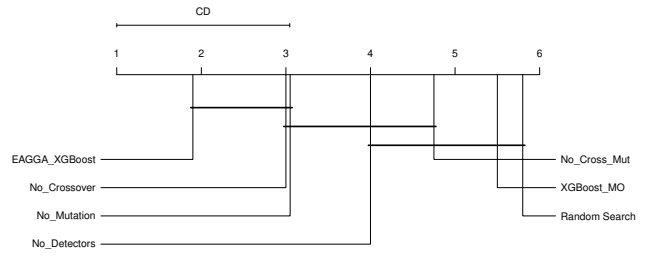 CD
1 2 3 4 5 6
EAGGA_XGBoost No_Cross_Mut
No_Crossover XGBoost_MO
No_Mutation Random Search
No_Detectors